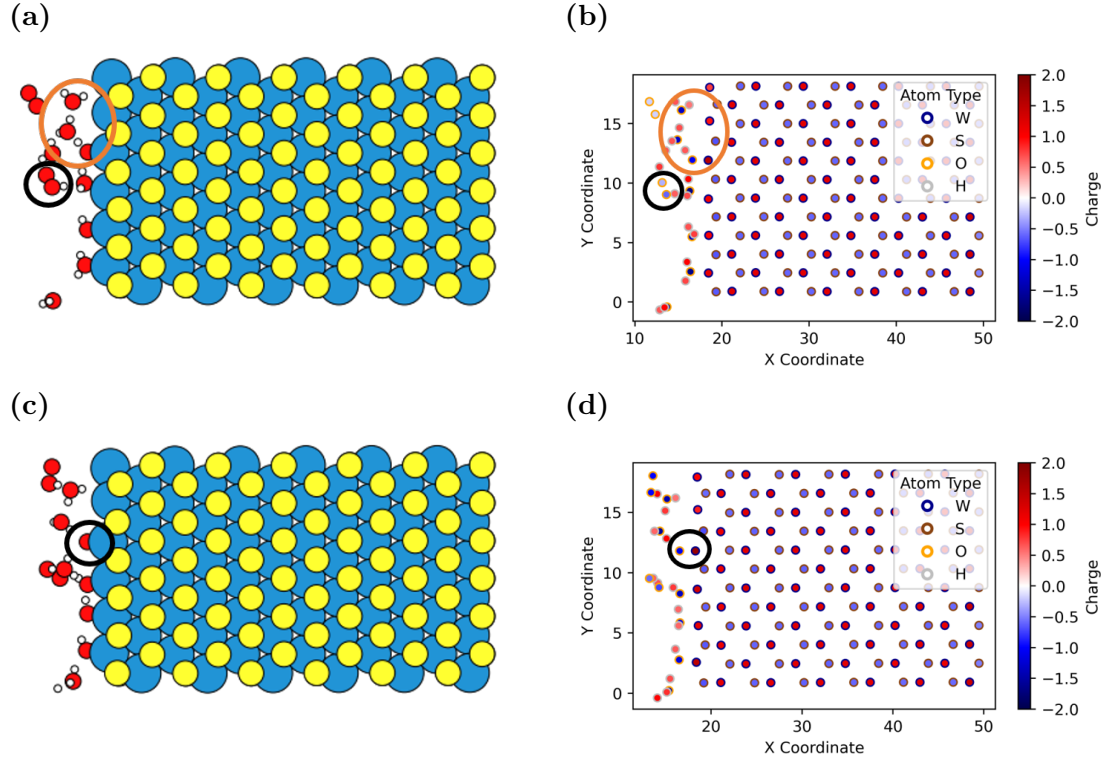 (a)
(b)
15
10
5
0
10
20
30
40
50
Y Coordinate
X Coordinate
Atom Type
W
S
O
H
2.0
1.5
1.0
0.5
0.0
−0.5
−1.0
−1.5
−2.0
Charge
(c)
(d)
15
10
5
0
20
30
40
50
Y Coordinate
X Coordinate
Atom Type
W
S
O
H
2.0
1.5
1.0
0.5
0.0
−0.5
−1.0
−1.5
−2.0
Charge